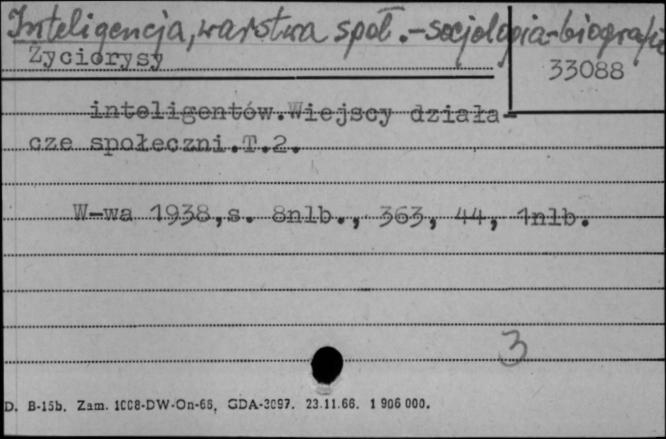 Inteligencja, warstwa społ.-socjologia-biografie
Życiorysy
33088
inteligentów.Wiejscy działa-
cze społeczni.T.2.
W-wa 1938,s. 8nlb., 363, 44, 1nlb.
3
D. B-15b. Zam. 1008-DW-On-66, GDA-3097. 23.11.66. 1 906 000.